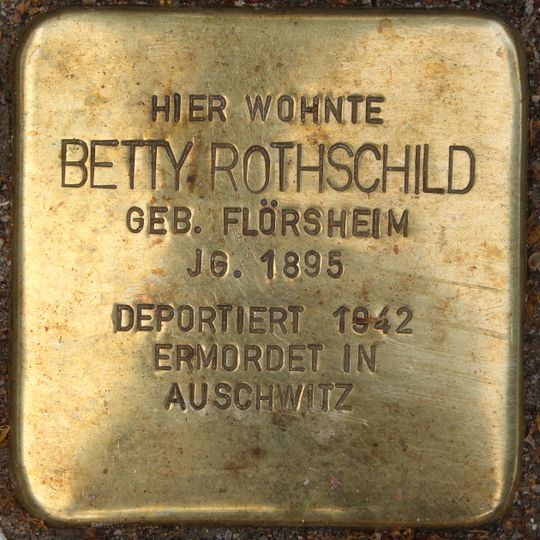 HIER WOHNTE
BETTY ROTHSCHILD
GEB. FLÖRSHEIM
JG. 1895
DEPORTIERT 1942
ERMORDET IN
AUSCHWITZ